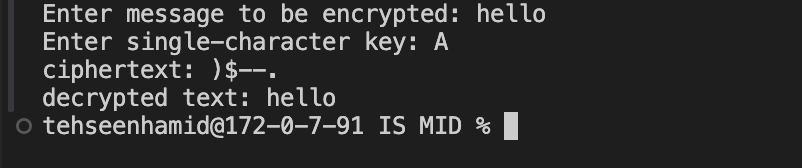 Enter message to be encrypted: hello
Enter single-character key: A
ciphertext: )$--.
decrypted text: hello
tehseenhamid@172-0-7-91 IS MID %